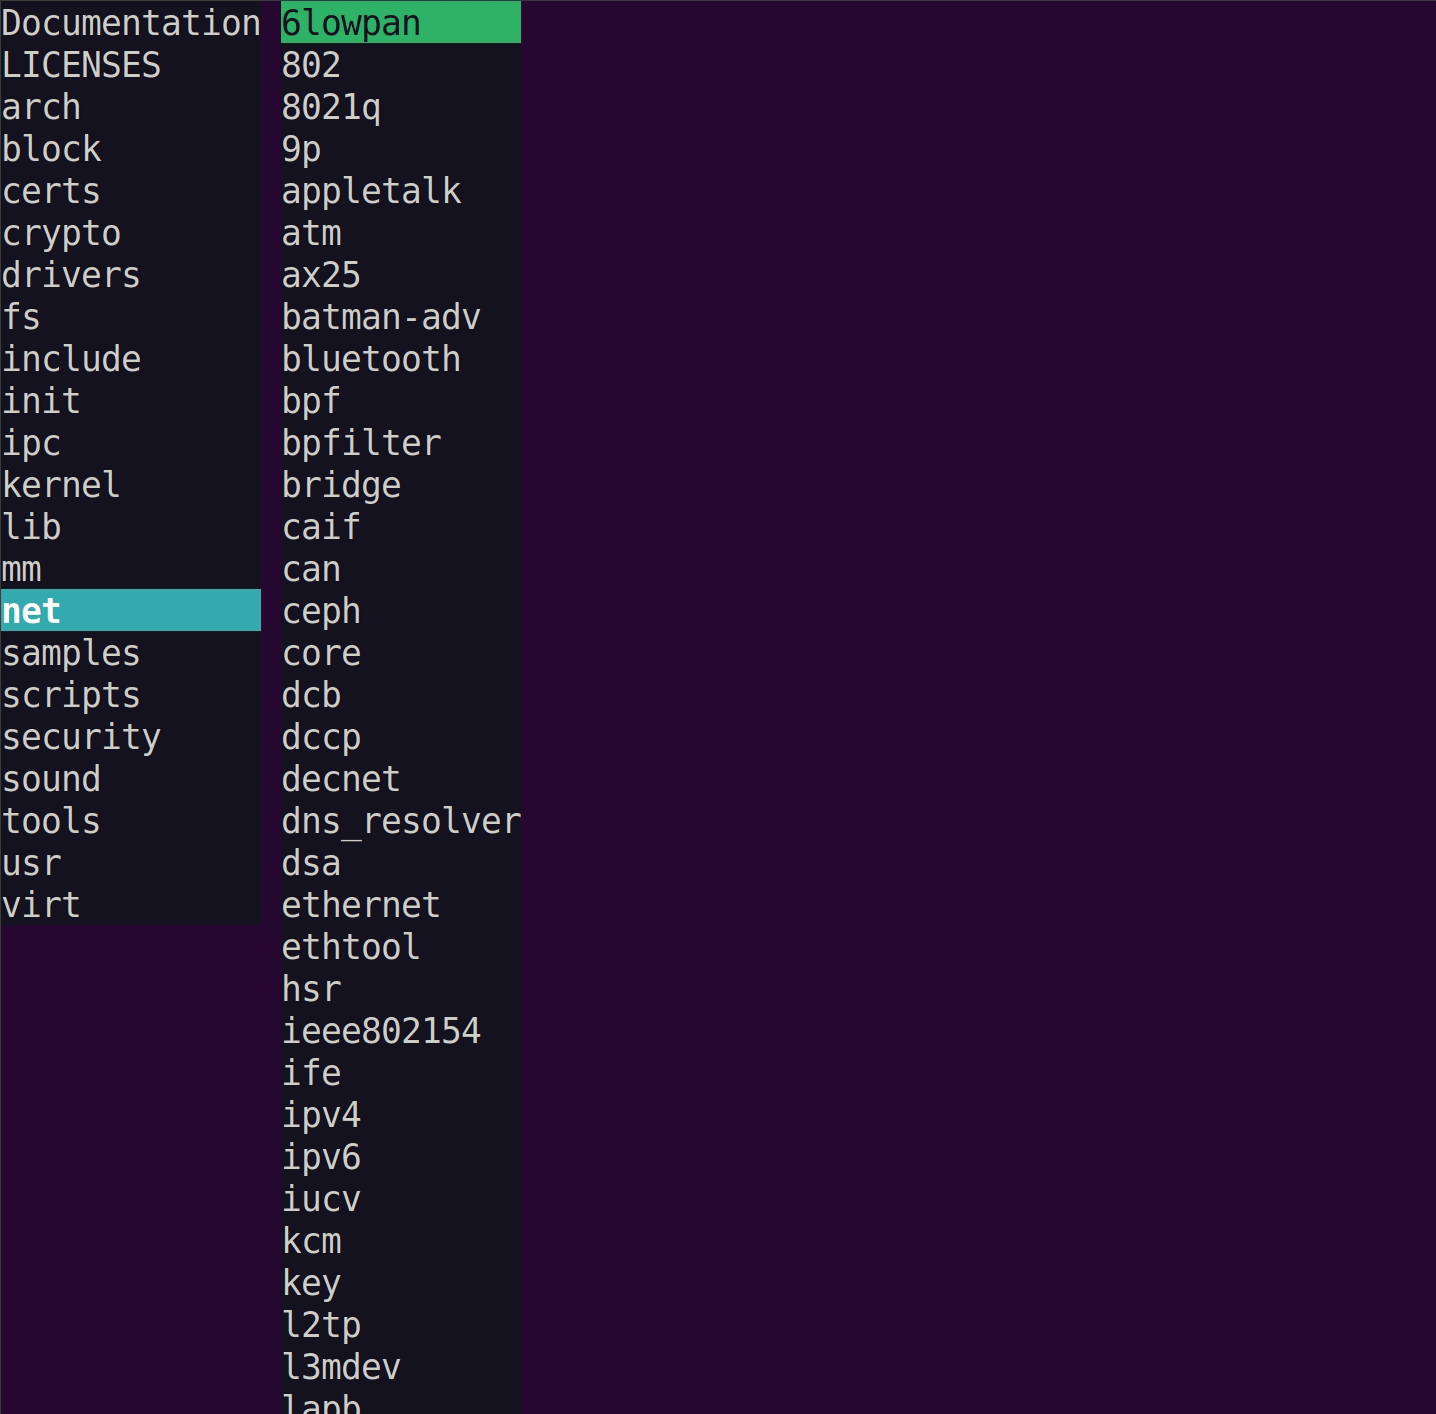 Documentation
LICENSES
arch
block
certs
crypto
drivers
fs
include
init
ipc
kernel
lib
mm
net
samples
scripts
security
sound
tools
usr
virt
6lowpan
802
8021q
9p
appletalk
atm
ax25
batman-adv
bluetooth
bpf
bpfilter
bridge
caif
can
ceph
core
dcb
dccp
decnet
dns_resolver
dsa
ethernet
ethtool
hsr
ieee802154
ife
ipv4
ipv6
iucv
kcm
key
l2tp
l3mdev
lapb